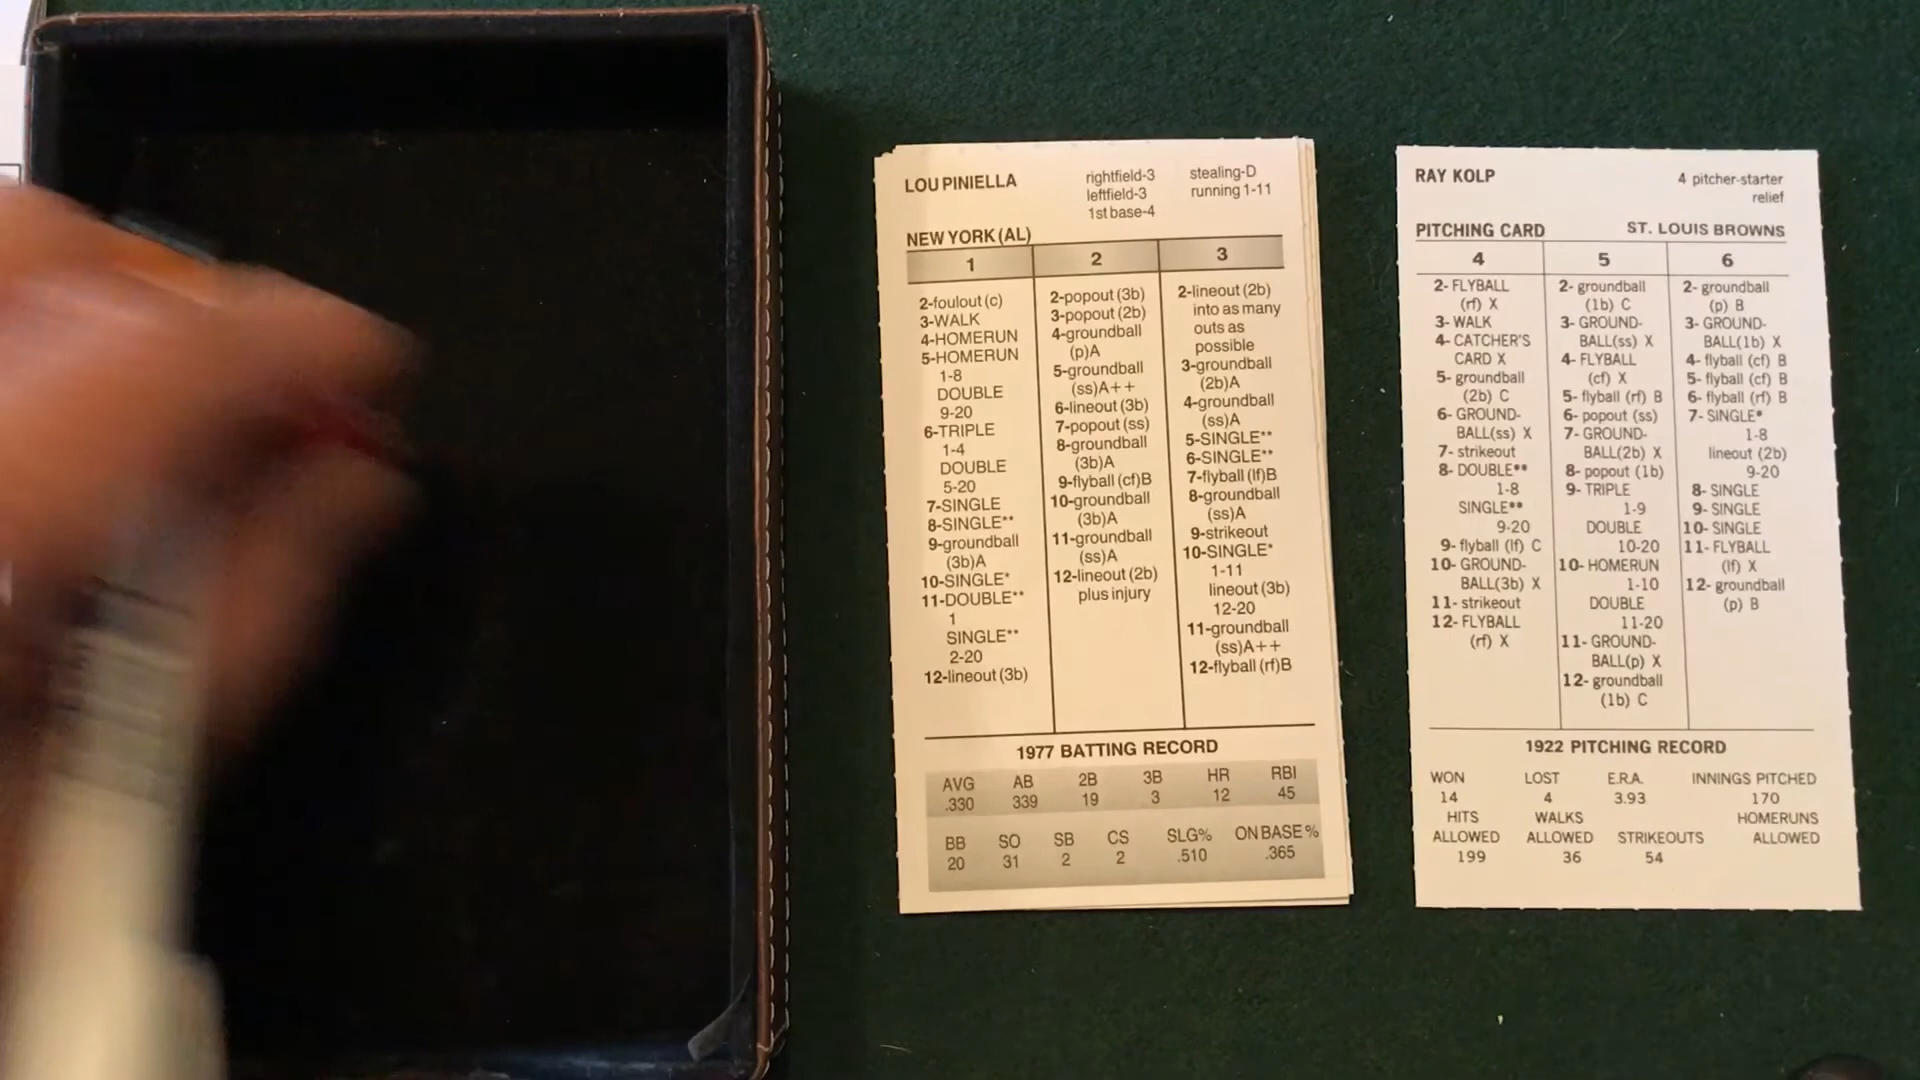 LOU PINIELLA
rightfield-3
leftfield-3
1st base-4
stealing-D
running 1-11
NEW YORK (AL)
1
2-foulout (c)
3-WALK
4-HOMERUN
5-HOMERUN
1-8
DOUBLE
9-20
6-TRIPLE
1-4
DOUBLE
5-20
7-SINGLE
8-SINGLE**
9-groundball
(3b)A
10-SINGLE*
11-DOUBLE**
1
SINGLE**
2-20
12-lineout (3b)
2
2-popout (3b)
3-popout (2b)
4-groundball
(p)A
5-groundball
(ss)A++
6-lineout (3b)
7-popout (ss)
8-groundball
(3b)A
9-flyball (cf)B
10-groundball
(3b)A
11-groundball
(ss)A
12-lineout (2b)
plus injury
3
2-lineout (2b)
into as many
outs as
possible
3-groundball
(2b)A
4-groundball
(ss)A
5-SINGLE**
6-SINGLE**
7-flyball (lf)B
8-groundball
(ss)A
9-strikeout
10-SINGLE*
1-11
lineout (3b)
12-20
11-groundball
(ss)A++
12-flyball (rf)B
1977 BATTING RECORD
AVG AB 2B 3B HR RBI
.330 339 19 3 12 45
BB SO SB CS SLG% ON BASE %
20 31 2 2 .510 .365
RAY KOLP
4 pitcher-starter
relief
PITCHING CARD ST. LOUIS BROWNS
4
2- FLYBALL
(rf) X
3- WALK
4- CATCHER'S
CARD X
5- groundball
(2b) C
6- GROUND-
BALL(ss) X
7- strikeout
8- DOUBLE**
1-8
SINGLE**
9-20
9- flyball (lf) C
10- GROUND-
BALL(3b) X
11- strikeout
12- FLYBALL
(rf) X
5
2- groundball
(1b) C
3- GROUND-
BALL(ss) X
4- FLYBALL
(cf) X
5- flyball (rf) B
6- popout (ss)
7- GROUND-
BALL(2b) X
8- popout (1b)
9- TRIPLE
1-9
DOUBLE
10-20
10- HOMERUN
1-10
DOUBLE
11-20
11- GROUND-
BALL(p) X
12- groundball
(1b) C
6
2- groundball
(p) B
3- GROUND-
BALL(1b) X
4- flyball (cf) B
5- flyball (cf) B
6- flyball (rf) B
7- SINGLE*
1-8
lineout (2b)
9-20
8- SINGLE
9- SINGLE
10- SINGLE
11- FLYBALL
(lf) X
12- groundball
(p) B
1922 PITCHING RECORD
WON LOST E.R.A. INNINGS PITCHED
14 4 3.93 170
HITS WALKS HOMERUNS
ALLOWED ALLOWED STRIKEOUTS ALLOWED
199 36 54